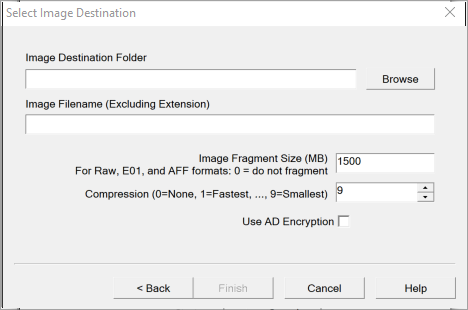 Select Image Destination
Image Destination Folder
Browse
Image Filename (Excluding Extension)
Image Fragment Size (MB) 1500
For Raw, E01, and AFF formats: 0 = do not fragment
Compression (0=None, 1=Fastest, ..., 9=Smallest) 9
Use AD Encryption
< Back Finish Cancel Help